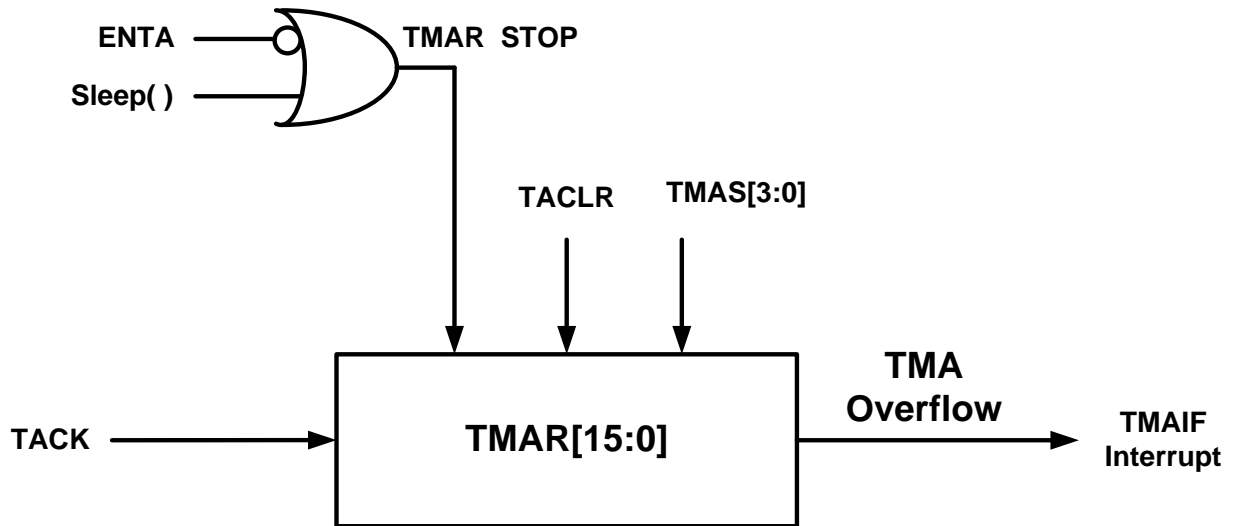 ENTA
TMAR STOP
Sleep( )
TACLR
TMAS[3:0]
TMA
Overflow
TACK
TMAR[15:0]
TMAIF
Interrupt